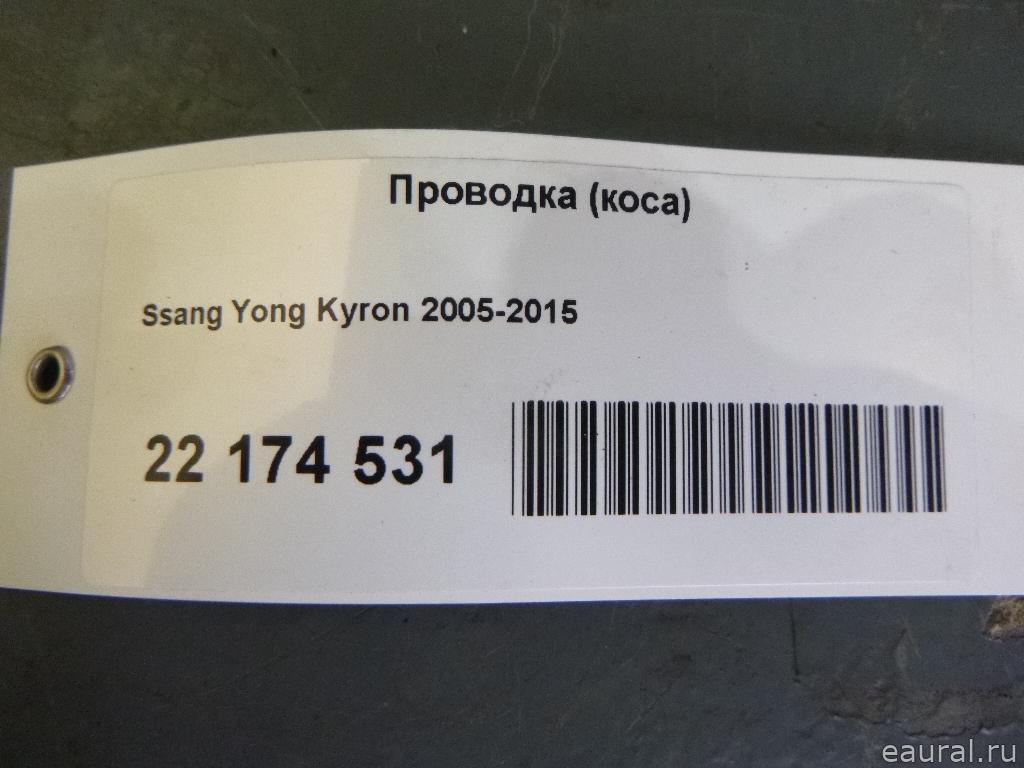 Проводка (коса)
Ssang Yong Kyron 2005-2015
22 174 531
eaural.ru